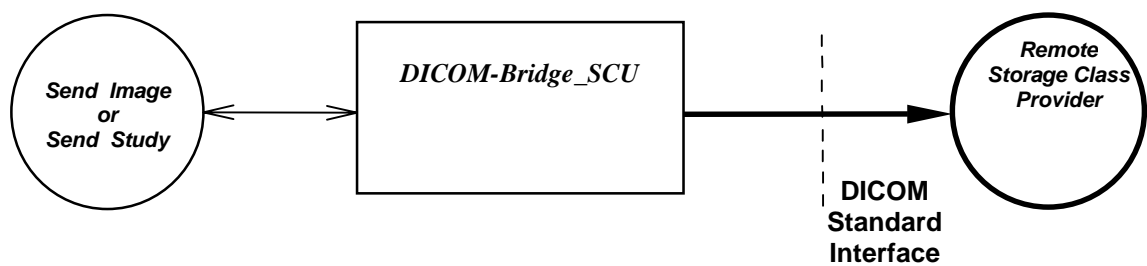 Send Image
or
Send Study
DICOM-Bridge_SCU
Remote
Storage Class
Provider
DICOM
Standard
Interface